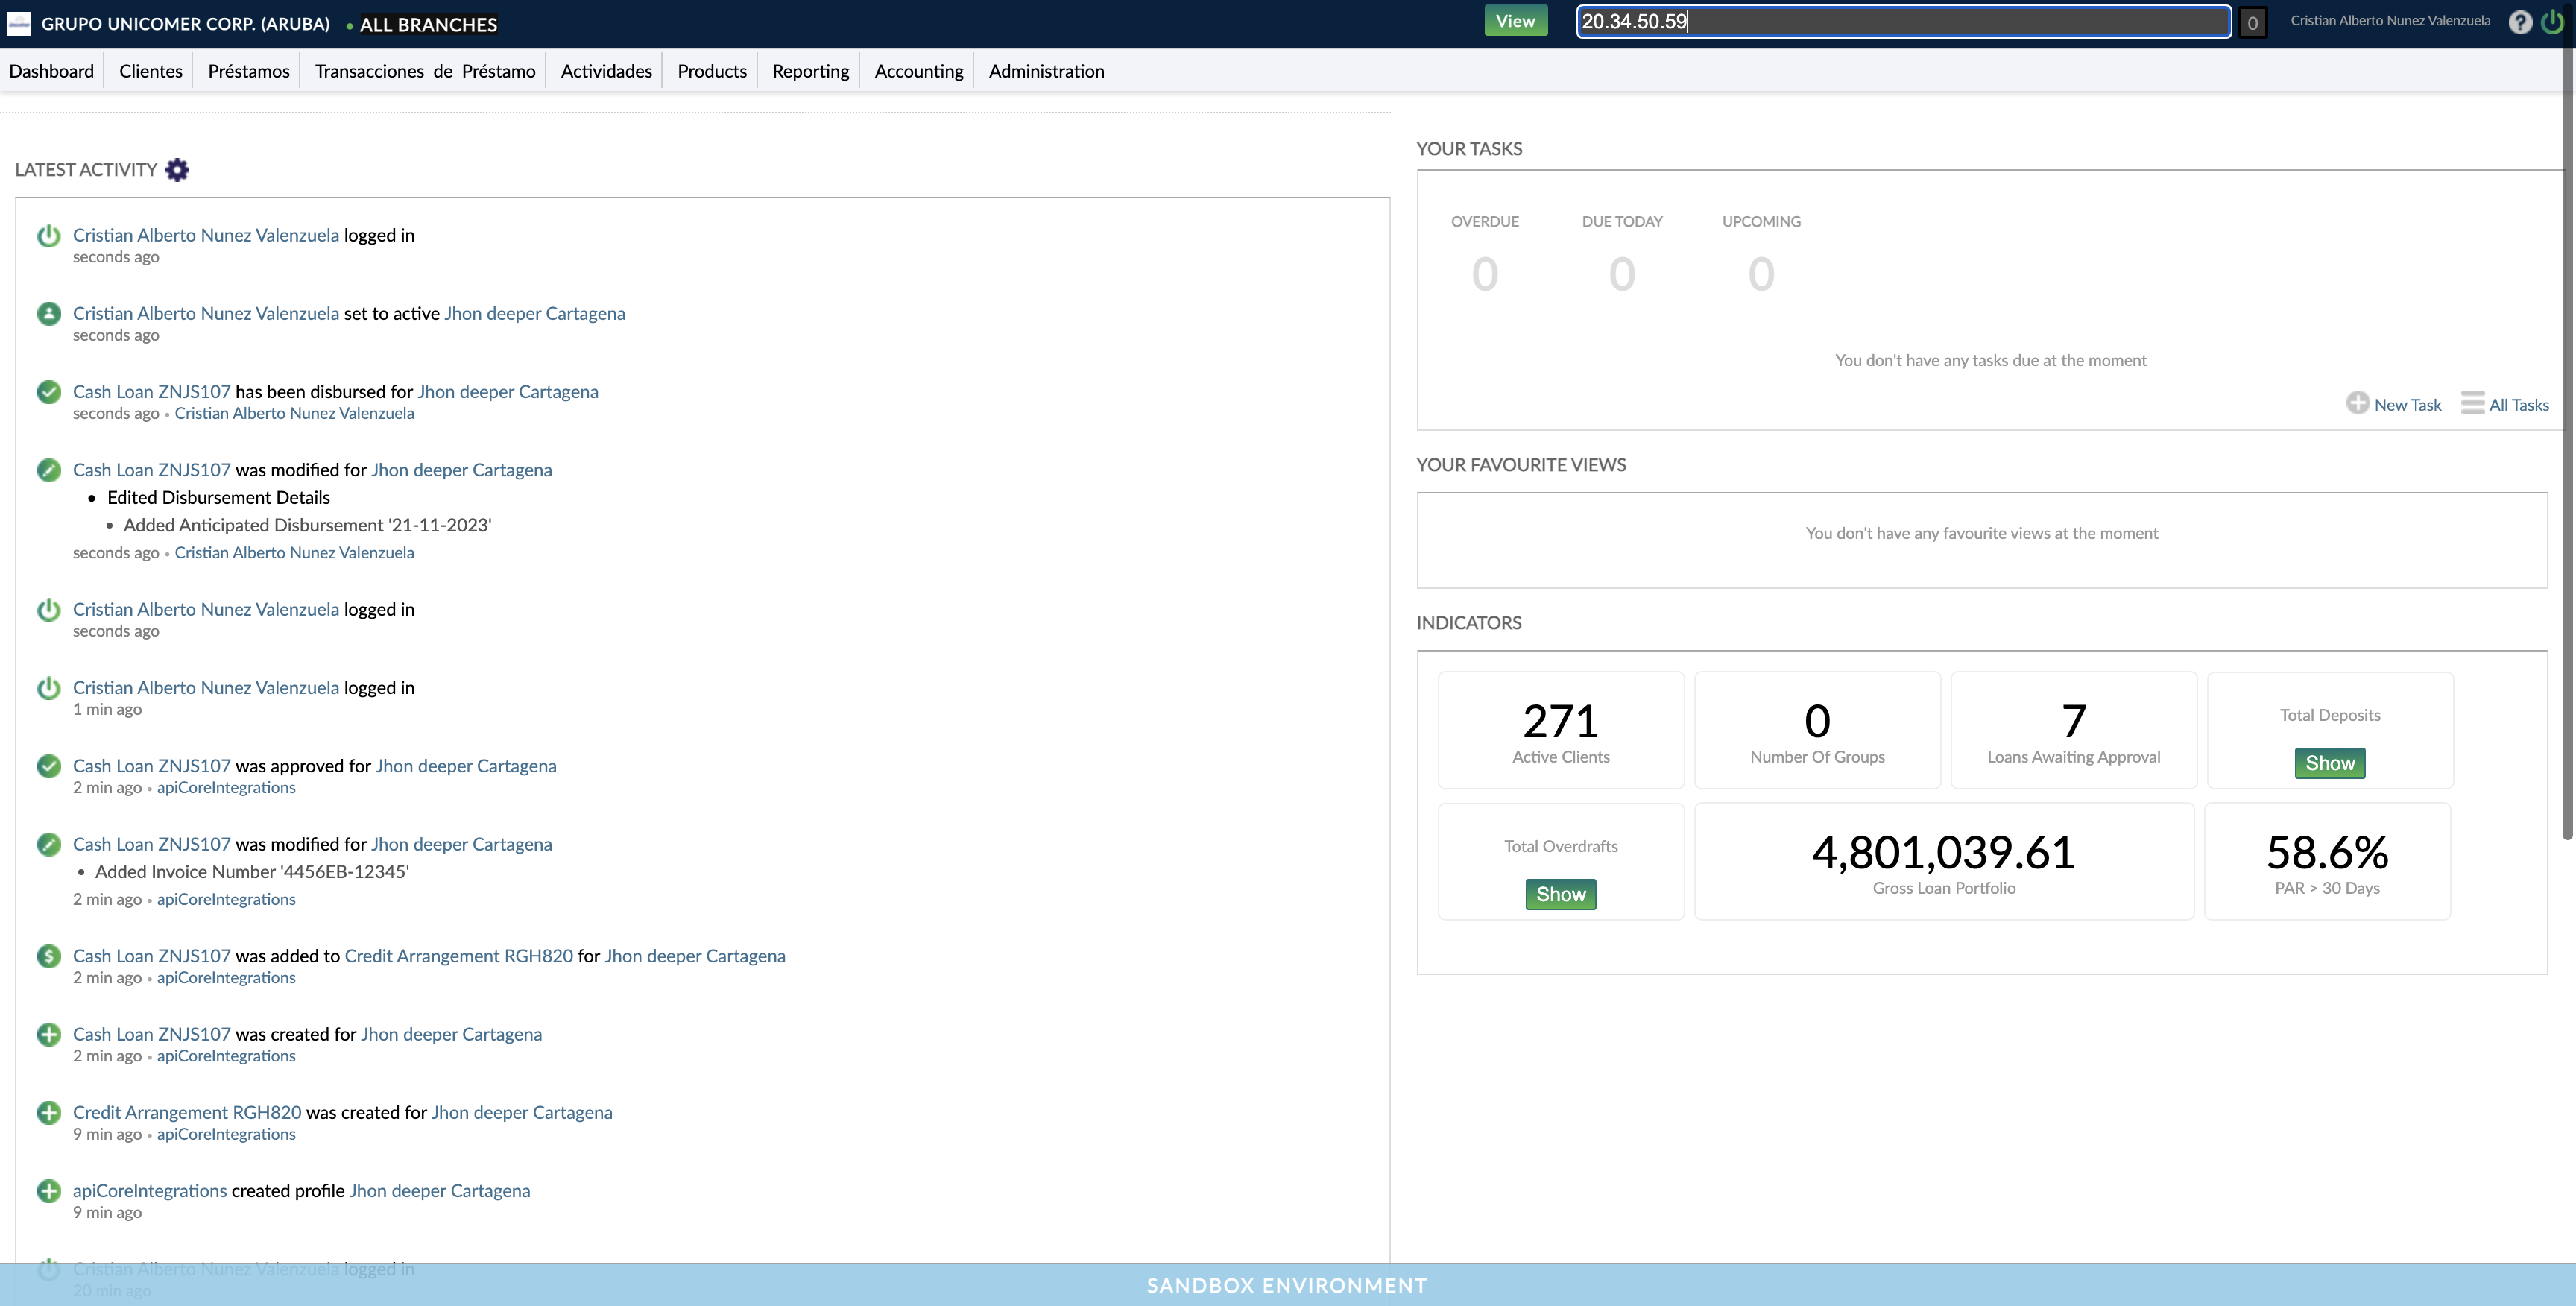 GRUPO UNICOMER CORP. (ARUBA) • ALL BRANCHES
View
20.34.50.59
0
Cristian Alberto Nunez Valenzuela
?
Dashboard
Clientes
Préstamos
Transacciones de Préstamo
Actividades
Products
Reporting
Accounting
Administration
LATEST ACTIVITY
Cristian Alberto Nunez Valenzuela logged in
seconds ago
Cristian Alberto Nunez Valenzuela set to active Jhon deeper Cartagena
seconds ago
Cash Loan ZNJS107 has been disbursed for Jhon deeper Cartagena
seconds ago • Cristian Alberto Nunez Valenzuela
Cash Loan ZNJS107 was modified for Jhon deeper Cartagena
• Edited Disbursement Details
• Added Anticipated Disbursement '21-11-2023'
seconds ago • Cristian Alberto Nunez Valenzuela
Cristian Alberto Nunez Valenzuela logged in
seconds ago
Cristian Alberto Nunez Valenzuela logged in
1 min ago
Cash Loan ZNJS107 was approved for Jhon deeper Cartagena
2 min ago • apiCoreIntegrations
Cash Loan ZNJS107 was modified for Jhon deeper Cartagena
• Added Invoice Number '4456EB-12345'
2 min ago • apiCoreIntegrations
Cash Loan ZNJS107 was added to Credit Arrangement RGH820 for Jhon deeper Cartagena
2 min ago • apiCoreIntegrations
Cash Loan ZNJS107 was created for Jhon deeper Cartagena
2 min ago • apiCoreIntegrations
Credit Arrangement RGH820 was created for Jhon deeper Cartagena
9 min ago • apiCoreIntegrations
apiCoreIntegrations created profile Jhon deeper Cartagena
9 min ago
Cristian Alberto Nunez Valenzuela logged in
20 min ago
YOUR TASKS
OVERDUE
DUE TODAY
UPCOMING
0
0
0
You don't have any tasks due at the moment
New Task
All Tasks
YOUR FAVOURITE VIEWS
You don't have any favourite views at the moment
INDICATORS
271
Active Clients
0
Number Of Groups
7
Loans Awaiting Approval
Total Deposits
Show
Total Overdrafts
Show
4,801,039.61
Gross Loan Portfolio
58.6%
PAR > 30 Days
SANDBOX ENVIRONMENT